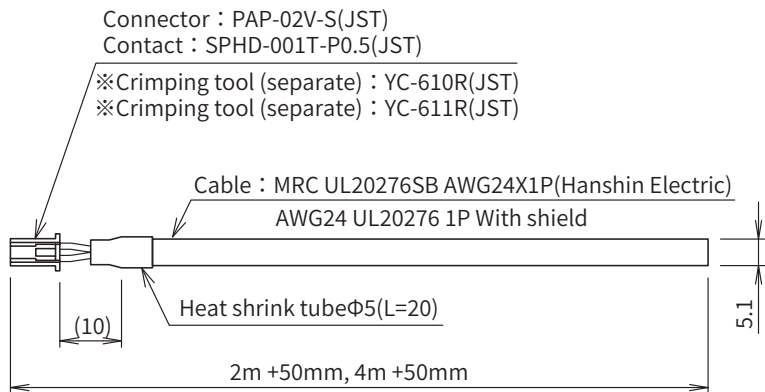 Connector：PAP-02V-S(JST)
Contact：SPHD-001T-P0.5(JST)
※Crimping tool (separate)：YC-610R(JST)
※Crimping tool (separate)：YC-611R(JST)
Cable：MRC UL20276SB AWG24X1P(Hanshin Electric)
AWG24 UL20276 1P With shield
Heat shrink tubeΦ5(L=20)
(10)
5.1
2m +50mm, 4m +50mm